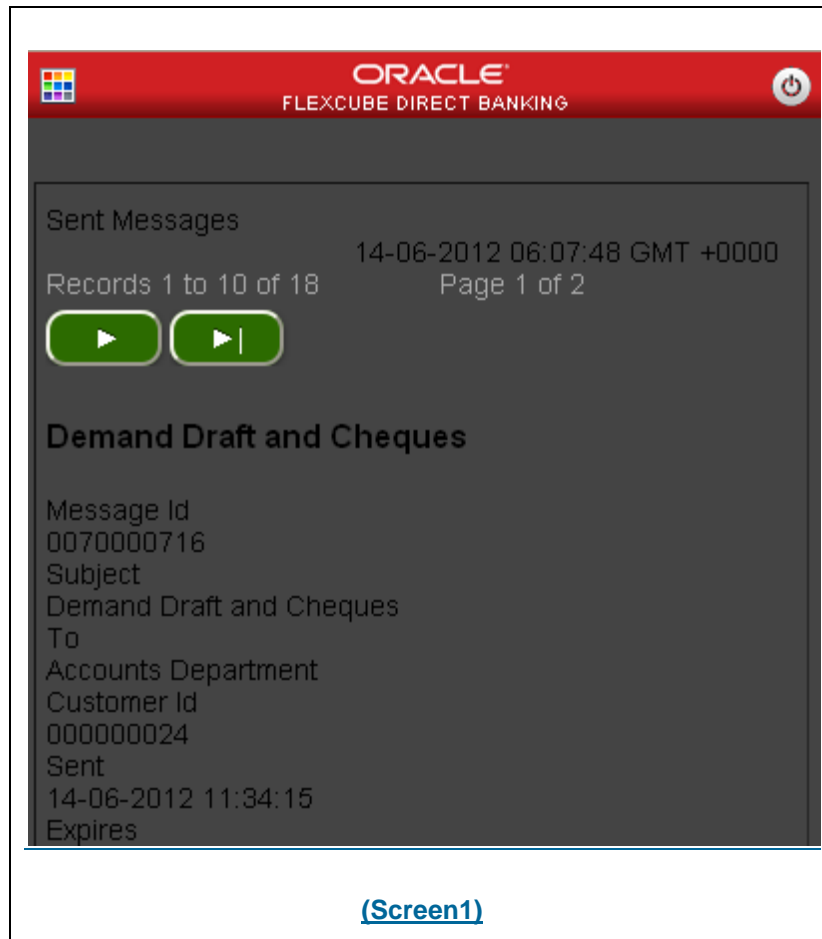 ORACLE
FLEXCUBE DIRECT BANKING
Sent Messages
14-06-2012 06:07:48 GMT +0000
Records 1 to 10 of 18 Page 1 of 2
Demand Draft and Cheques
Message Id
0070000716
Subject
Demand Draft and Cheques
To
Accounts Department
Customer Id
000000024
Sent
14-06-2012 11:34:15
Expires
(Screen1)